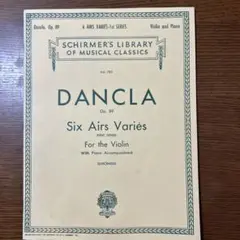 Dancla, Op. 89
6 AIRS VARIÉS-1st SERIES
Violin and Piano
SCHIRMER'S LIBRARY
OF MUSICAL CLASSICS
DANCLA
Op. 89
Six Airs Variés
For the Violin
With Piano Accompaniment